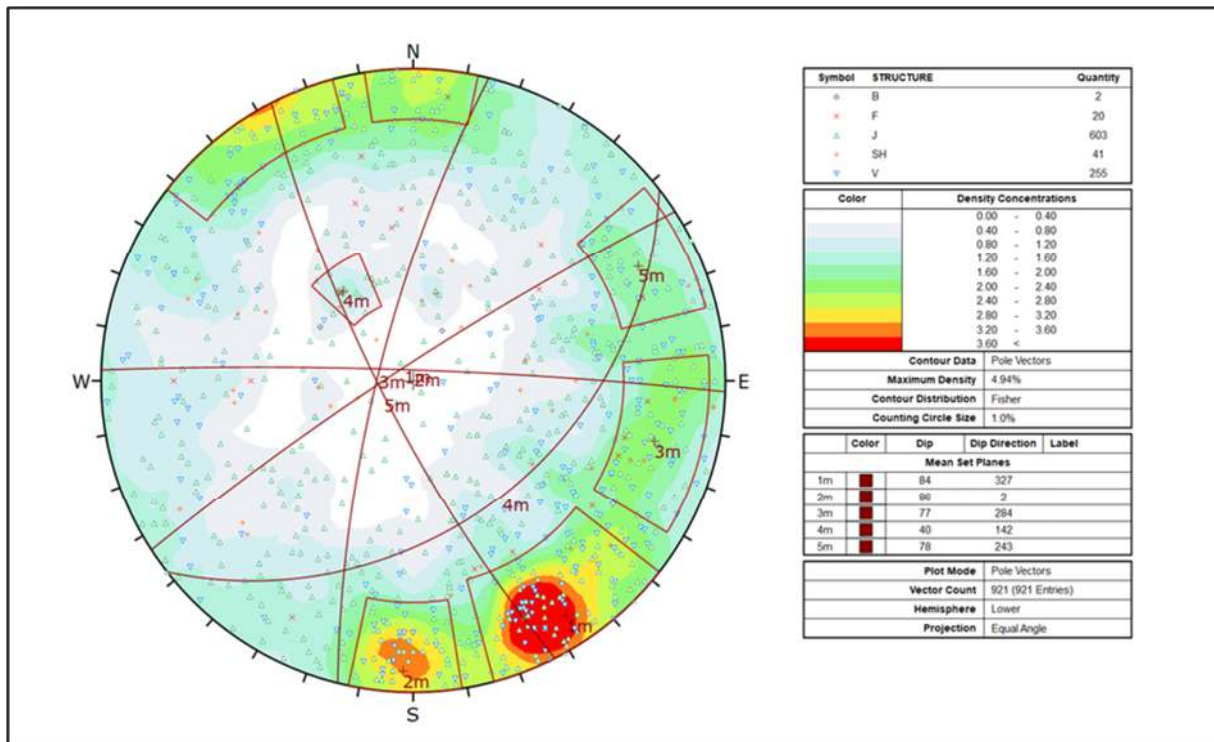 N
W
E
S
4m
5m
3m 1m 2m
5m
3m
4m
2m
Symbol STRUCTURE Quantity
B 2
F 20
J 603
SH 41
V 255
Color Density Concentrations
0.00 - 0.40
0.40 - 0.80
0.80 - 1.20
1.20 - 1.60
1.60 - 2.00
2.00 - 2.40
2.40 - 2.80
2.80 - 3.20
3.20 - 3.60
3.60 <
Contour Data Pole Vectors
Maximum Density 4.94%
Contour Distribution Fisher
Counting Circle Size 1.0%
Color Dip Dip Direction Label
Mean Set Planes
1m 84 327
2m 86 2
3m 77 284
4m 40 142
5m 78 243
Plot Mode Pole Vectors
Vector Count 921 (921 Entries)
Hemisphere Lower
Projection Equal Angle